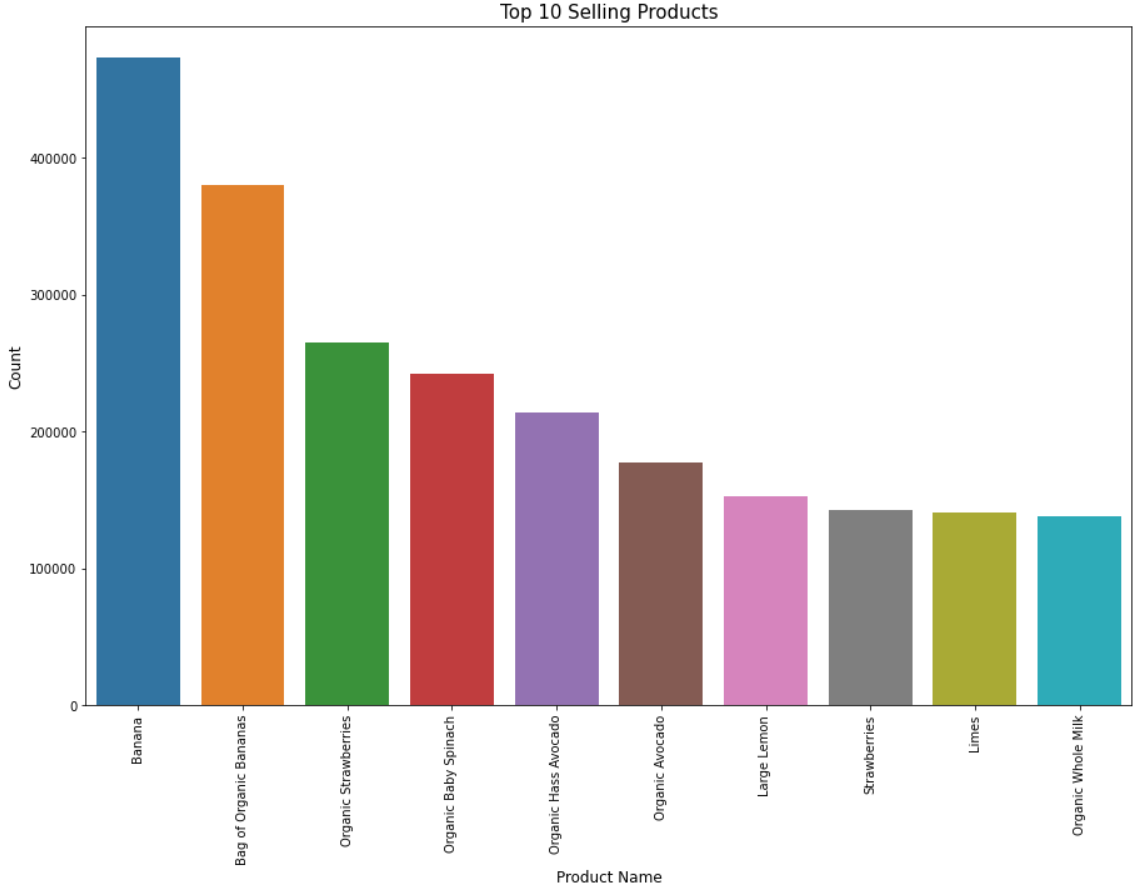 Top 10 Selling Products
Count
400000
300000
200000
100000
0
Banana
Bag of Organic Bananas
Organic Strawberries
Organic Baby Spinach
Organic Hass Avocado
Organic Avocado
Large Lemon
Strawberries
Limes
Organic Whole Milk
Product Name